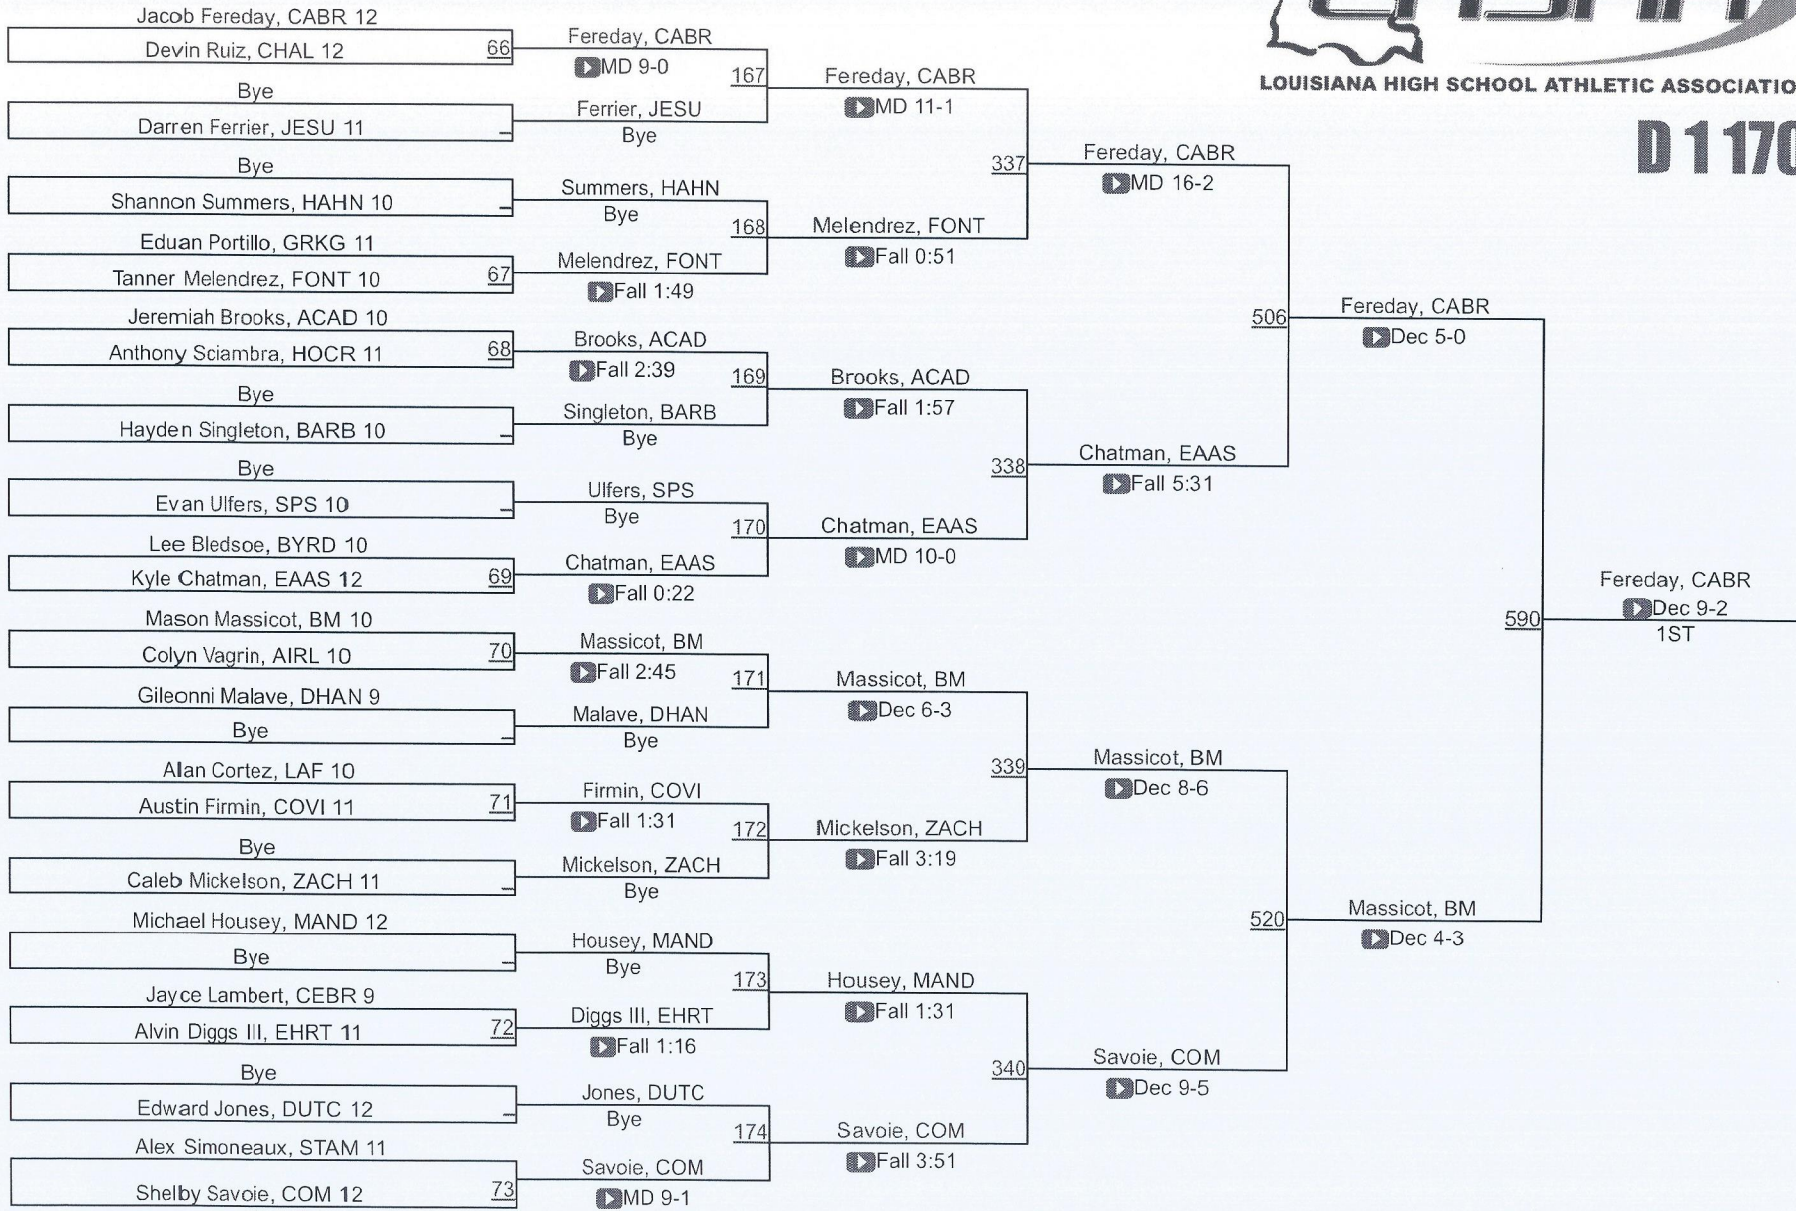 LOUISIANA HIGH SCHOOL ATHLETIC ASSOCIATIO
D 1 170
Jacob Fereday, CABR 12
Devin Ruiz, CHAL 12
66
Bye
Darren Ferrier, JESU 11
Bye
Shannon Summers, HAHN 10
Eduan Portillo, GRKG 11
Tanner Melendrez, FONT 10
67
Jeremiah Brooks, ACAD 10
Anthony Sciambra, HOCR 11
68
Bye
Hayden Singleton, BARB 10
Bye
Evan Ulfers, SPS 10
Lee Bledsoe, BYRD 10
Kyle Chatman, EAAS 12
69
Mason Massicot, BM 10
Colyn Vagrin, AIRL 10
70
Gileonni Malave, DHAN 9
Bye
Allan Cortez, LAF 10
Austin Firmin, COVI 11
71
Bye
Caleb Mickelson, ZACH 11
Michael Housey, MAND 12
Bye
Jayce Lambert, CEBR 9
Alvin Diggs III, EHRT 11
72
Bye
Edward Jones, DUTC 12
Alex Simoneaux, STAM 11
Shelby Savoie, COM 12
73
Fereday, CABR
MD 9-0
167
Ferrier, JESU
Bye
Summers, HAHN
Bye
168
Melendrez, FONT
Fall 1:49
Brooks, ACAD
Fall 2:39
169
Singleton, BARB
Bye
Ulfers, SPS
Bye
170
Chatman, EAAS
Fall 0:22
Massicot, BM
Fall 2:45
171
Malave, DHAN
Bye
Firmin, COVI
Fall 1:31
172
Mickelson, ZACH
Bye
Housey, MAND
Bye
173
Diggs III, EHRT
Fall 1:16
Jones, DUTC
Bye
174
Savoie, COM
MD 9-1
Fereday, CABR
MD 11-1
337
Melendrez, FONT
Fall 0:51
Brooks, ACAD
Fall 1:57
338
Chatman, EAAS
MD 10-0
Massicot, BM
Dec 6-3
339
Mickelson, ZACH
Fall 3:19
Housey, MAND
Fall 1:31
340
Savoie, COM
Fall 3:51
Fereday, CABR
MD 16-2
506
Chatman, EAAS
Fall 5:31
Massicot, BM
Dec 8-6
520
Savoie, COM
Dec 9-5
Fereday, CABR
Dec 5-0
590
Massicot, BM
Dec 4-3
Fereday, CABR
Dec 9-2
1ST